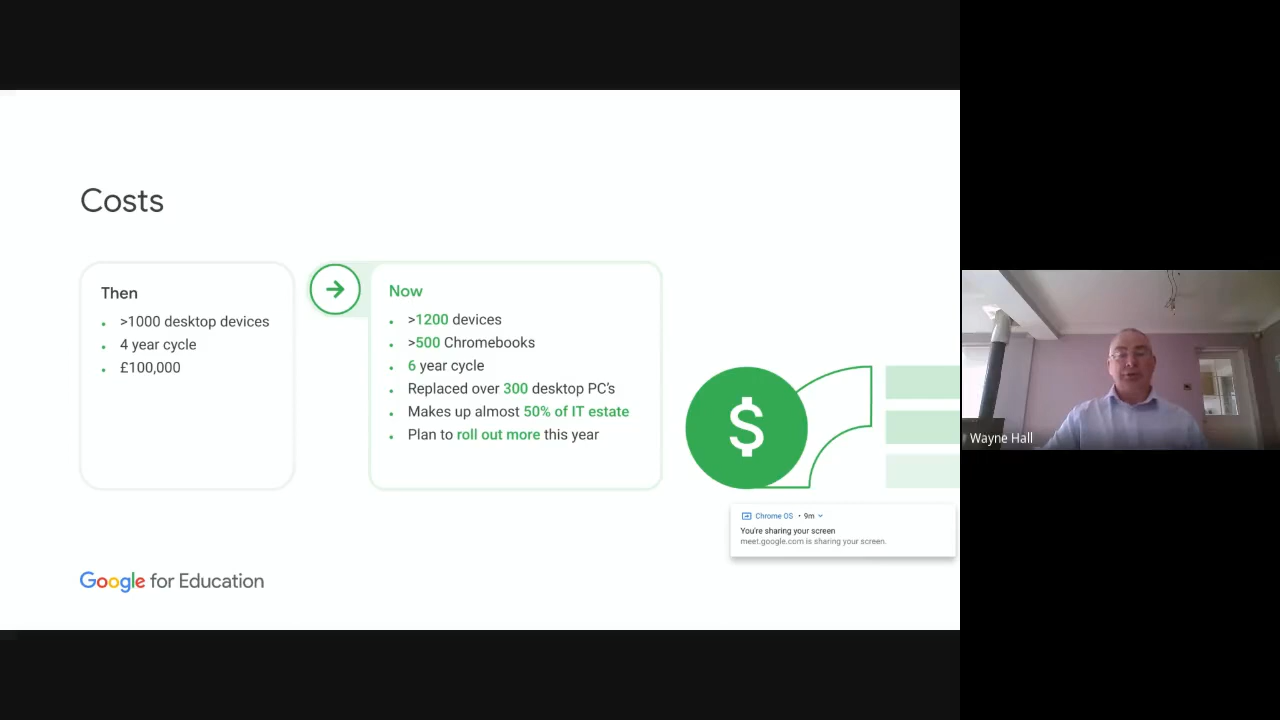 Costs
Then
>1000 desktop devices
4 year cycle
£100,000
Now
>1200 devices
>500 Chromebooks
6 year cycle
Replaced over 300 desktop PC's
Makes up almost 50% of IT estate
Plan to roll out more this year
$
Chrome OS • 9m
You're sharing your screen
meet.google.com is sharing your screen.
Google for Education
Wayne Hall